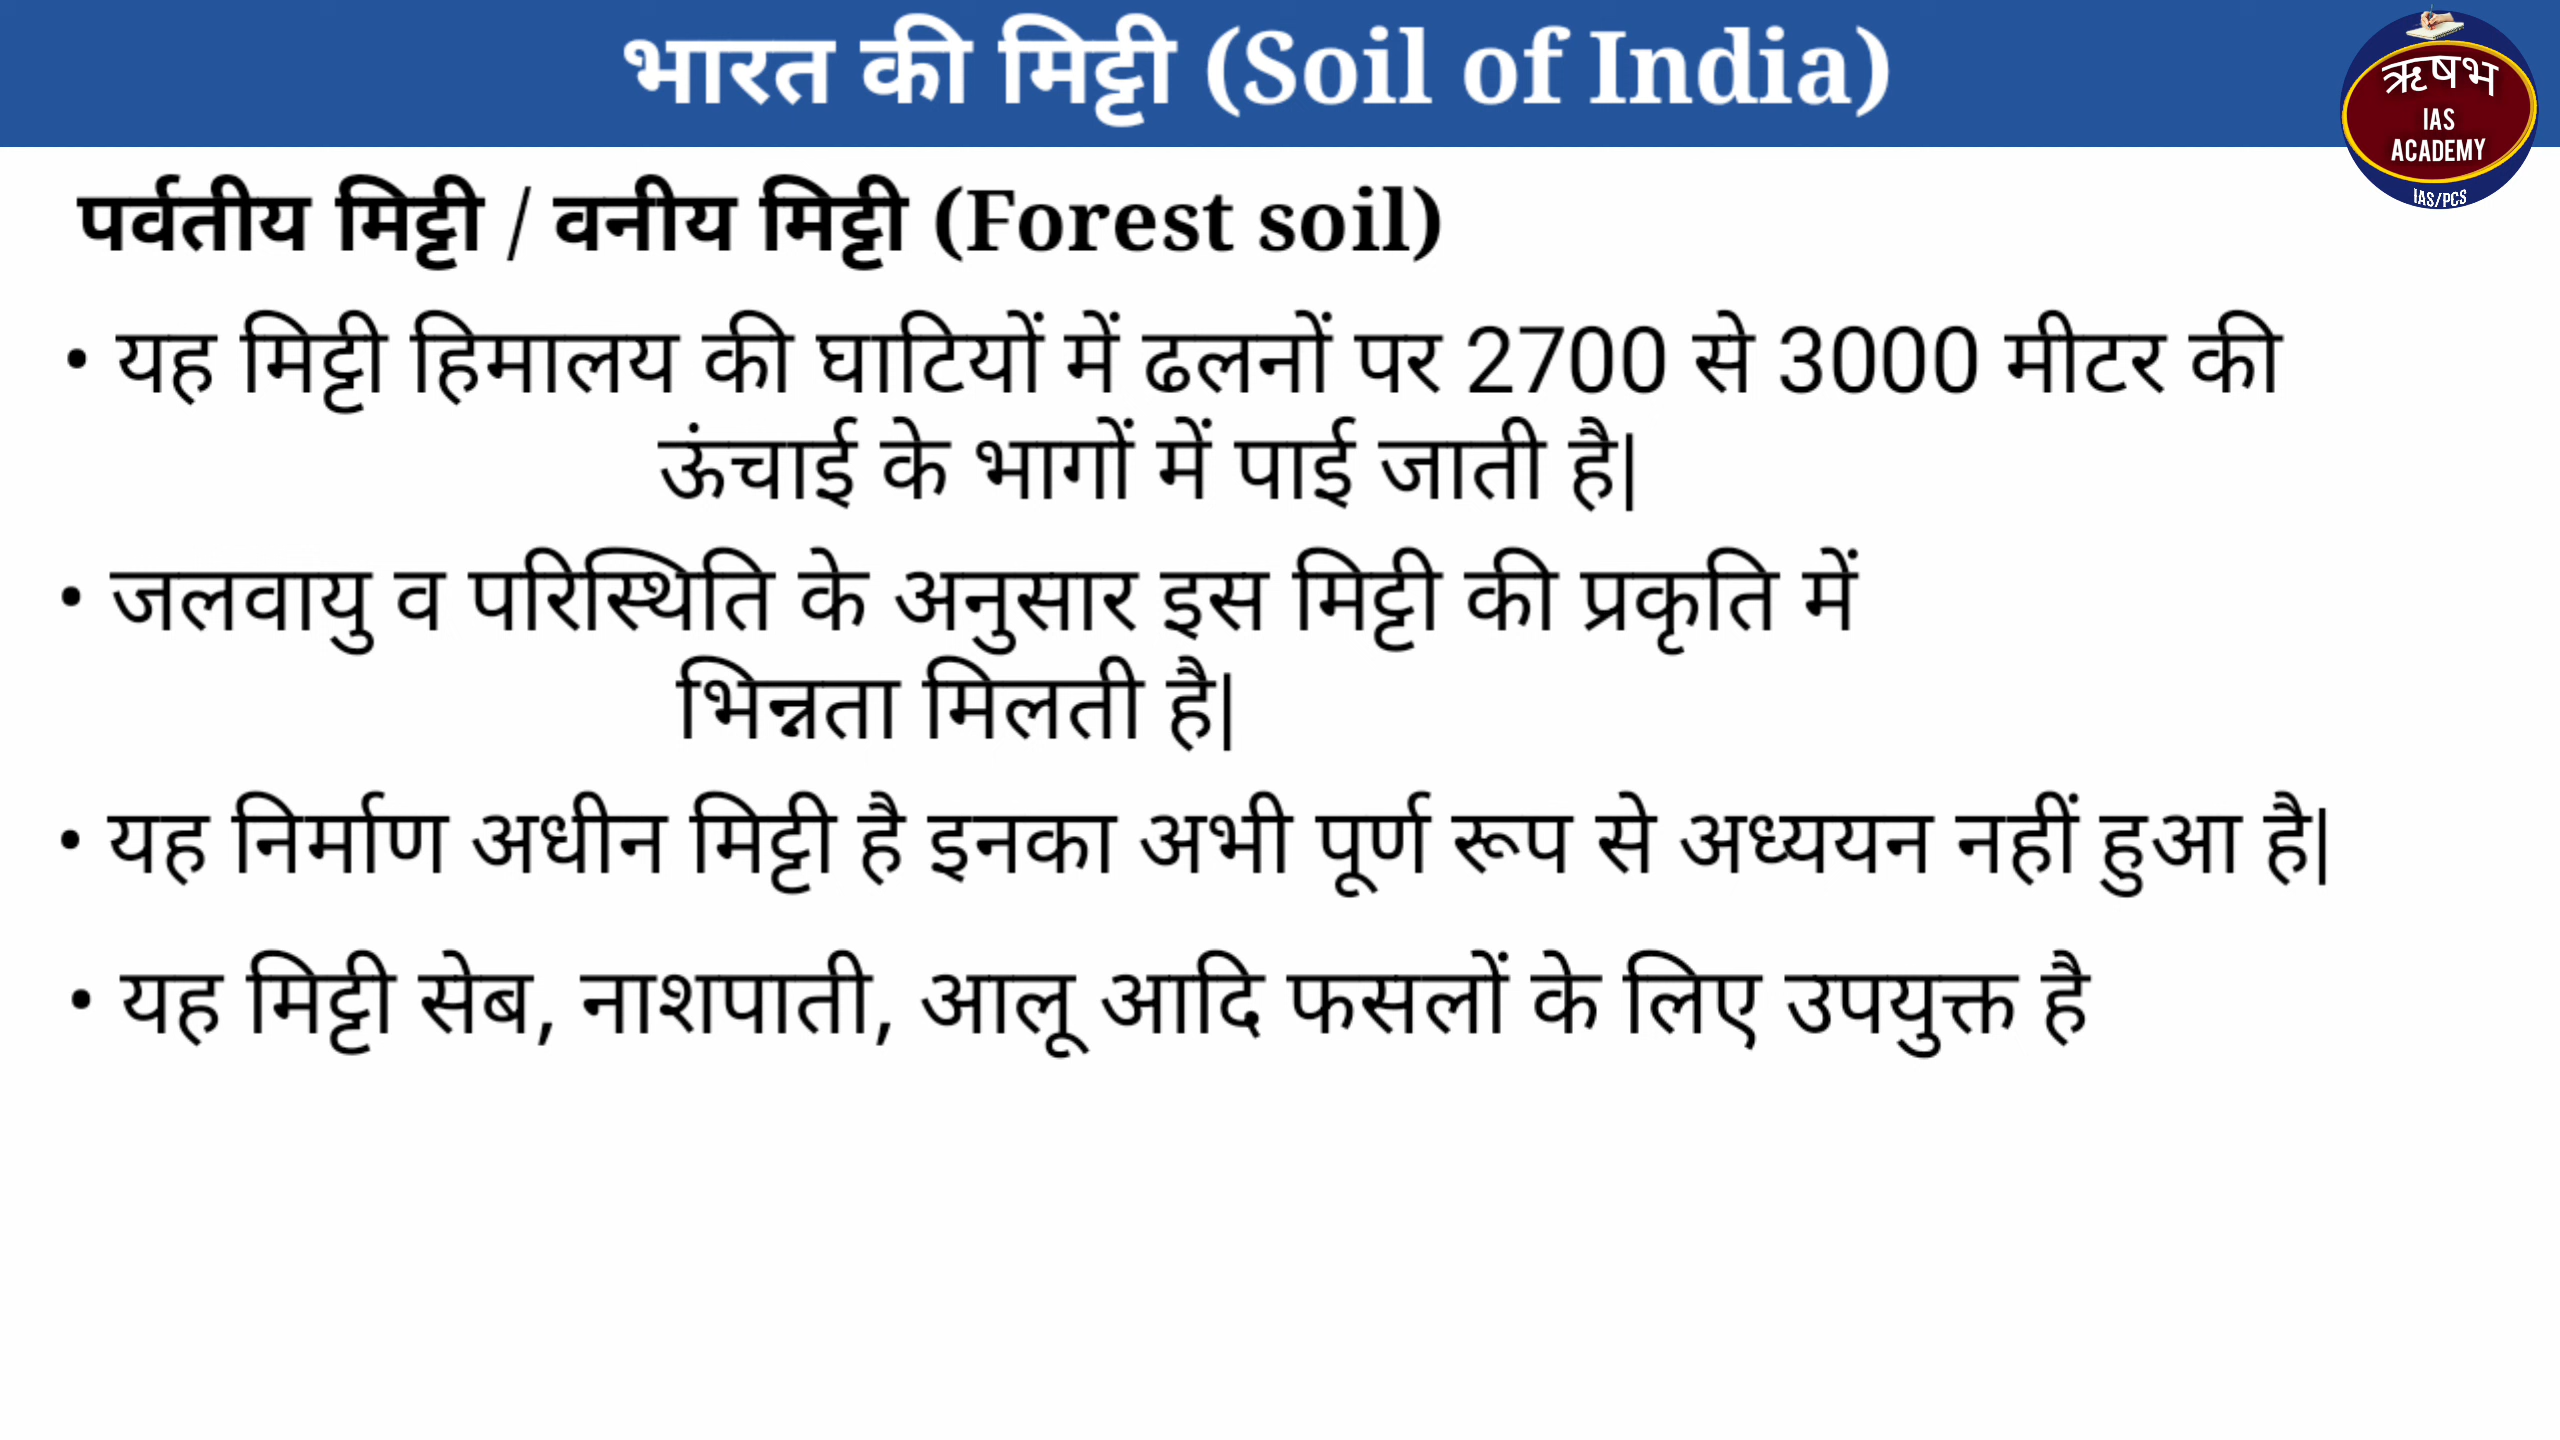 भारत की मिट्टी (Soil of India)
ऋषभ
IAS
ACADEMY
IAS/PCS
पर्वतीय मिट्टी / वनीय मिट्टी (Forest soil)
• यह मिट्टी हिमालय की घाटियों में ढलनों पर 2700 से 3000 मीटर की
ऊंचाई के भागों में पाई जाती है|
• जलवायु व परिस्थिति के अनुसार इस मिट्टी की प्रकृति में
भिन्नता मिलती है|
• यह निर्माण अधीन मिट्टी है इनका अभी पूर्ण रूप से अध्ययन नहीं हुआ है|
• यह मिट्टी सेब, नाशपाती, आलू आदि फसलों के लिए उपयुक्त है